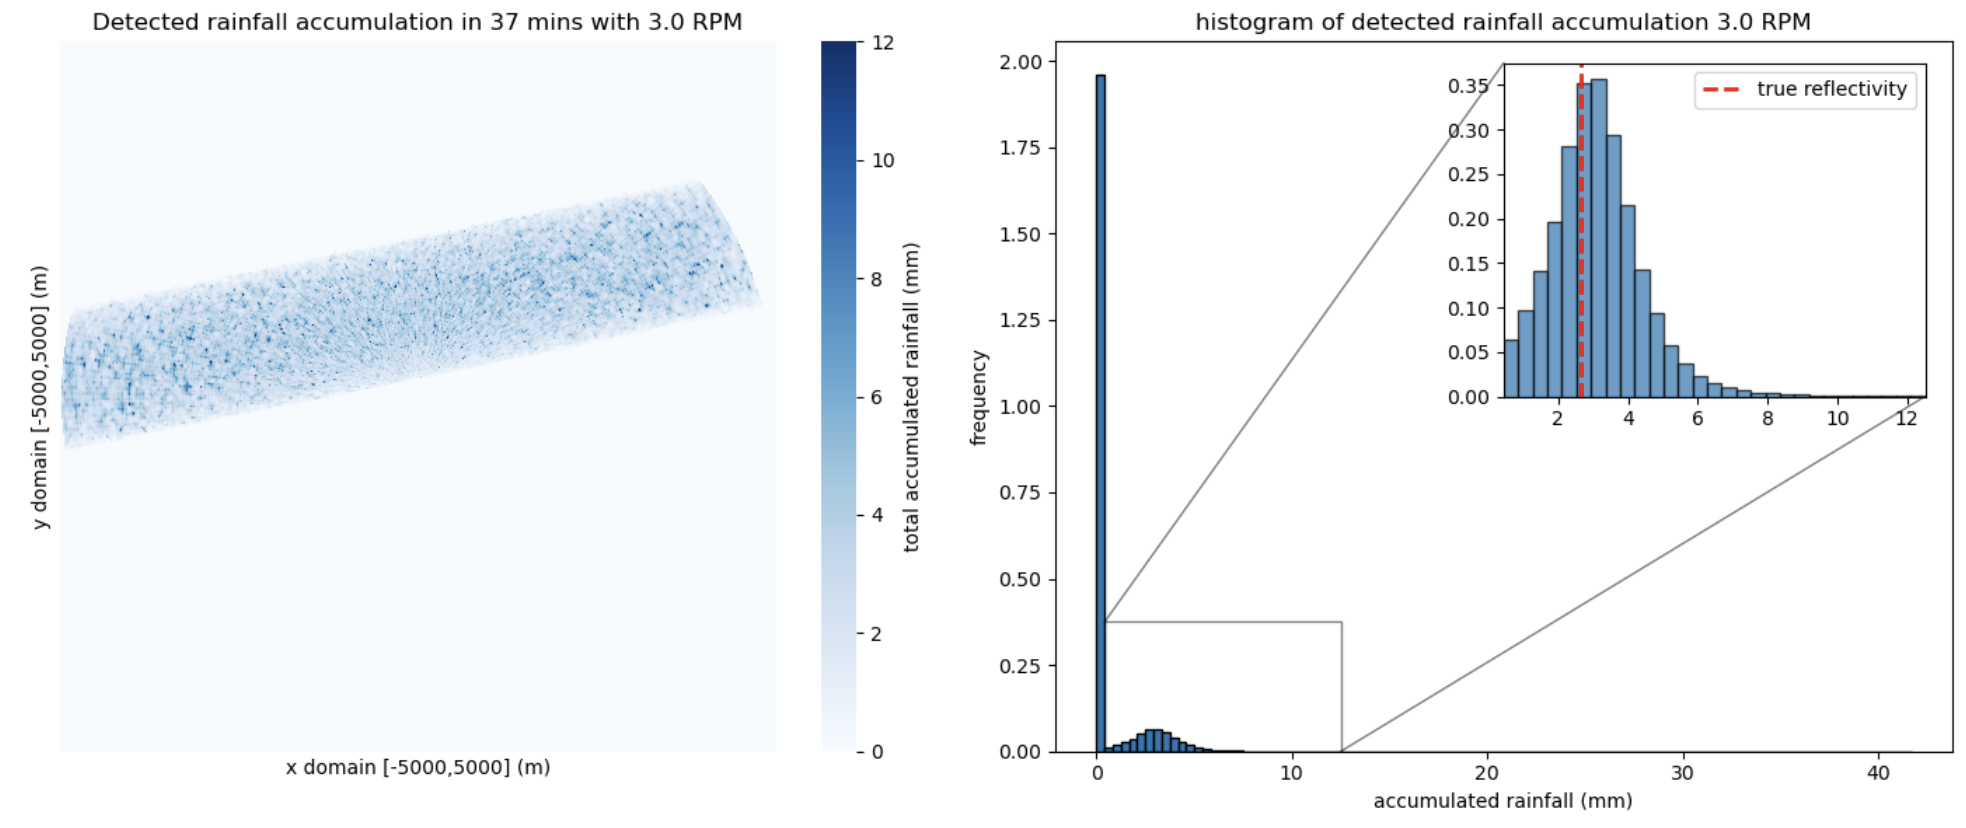 Detected rainfall accumulation in 37 mins with 3.0 RPM
12
10
8
6
4
2
0
total accumulated rainfall (mm)
y domain [-5000,5000] (m)
x domain [-5000,5000] (m)
histogram of detected rainfall accumulation 3.0 RPM
2.00
1.75
1.50
1.25
1.00
0.75
0.50
0.25
0.00
frequency
0 10 20 30 40
accumulated rainfall (mm)
true reflectivity
0.35
0.30
0.25
0.20
0.15
0.10
0.05
0.00
2 4 6 8 10 12